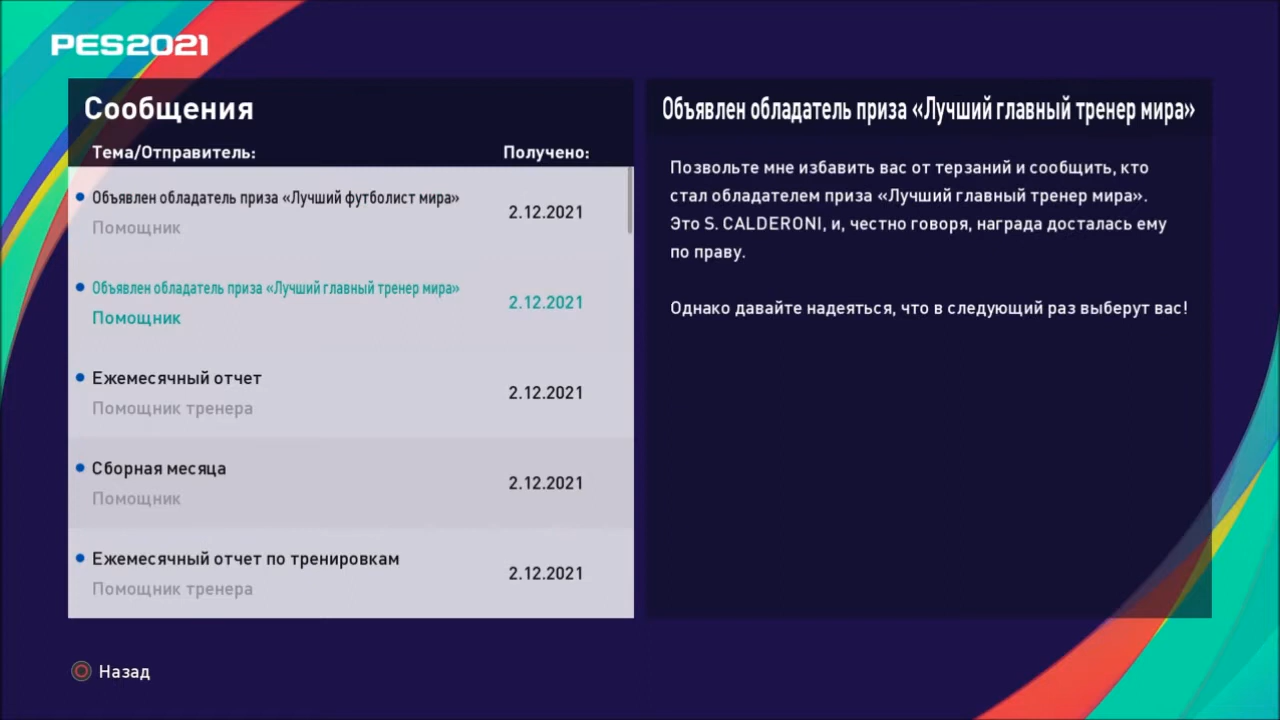 PES2021
Сообщения
Тема/Отправитель: Получено:
Объявлен обладатель приза «Лучший футболист мира»
Помощник
2.12.2021
Объявлен обладатель приза «Лучший главный тренер мира»
Помощник
2.12.2021
Ежемесячный отчет
Помощник тренера
2.12.2021
Сборная месяца
Помощник
2.12.2021
Ежемесячный отчет по тренировкам
Помощник тренера
2.12.2021
Объявлен обладатель приза «Лучший главный тренер мира»
Позвольте мне избавить вас от терзаний и сообщить, кто
стал обладателем приза «Лучший главный тренер мира».
Это S. CALDERONI, и, честно говоря, награда досталась ему
по праву.
Однако давайте надеяться, что в следующий раз выберут вас!
Назад